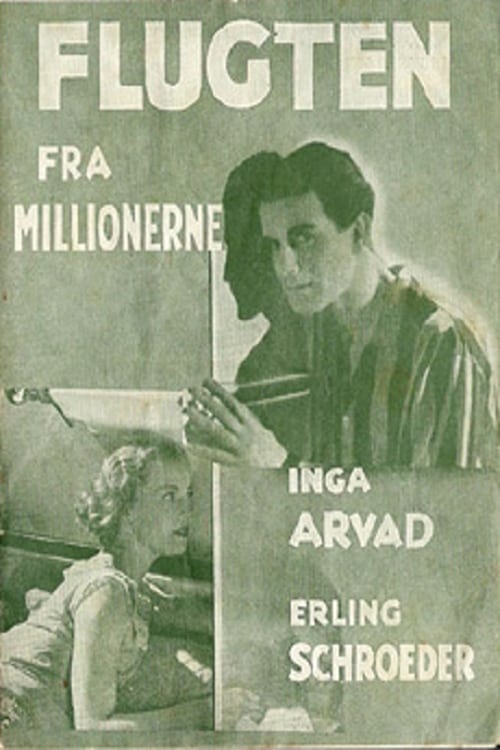 FLUGTEN
FRA
MILLIONERNE
INGA
ARVAD
ERLING
SCHROEDER